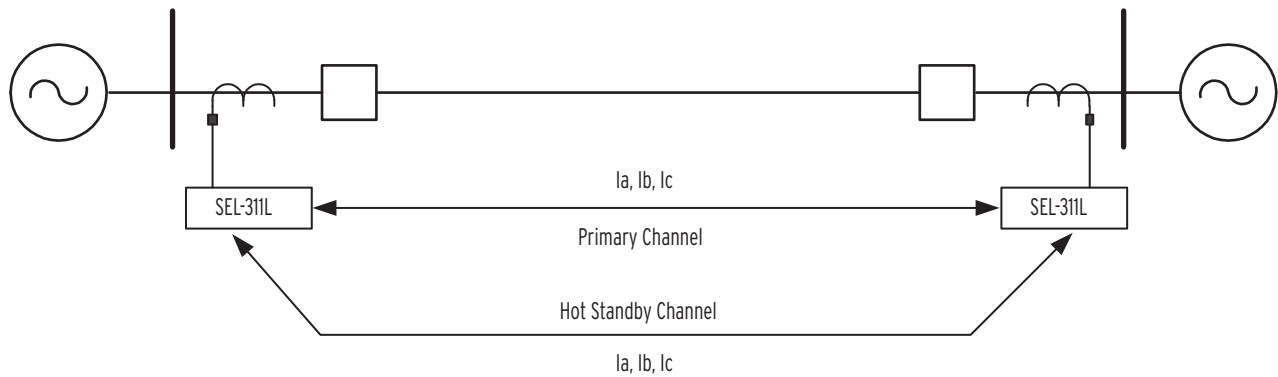 Ia, Ib, Ic
SEL-311L
SEL-311L
Primary Channel
Hot Standby Channel
Ia, Ib, Ic